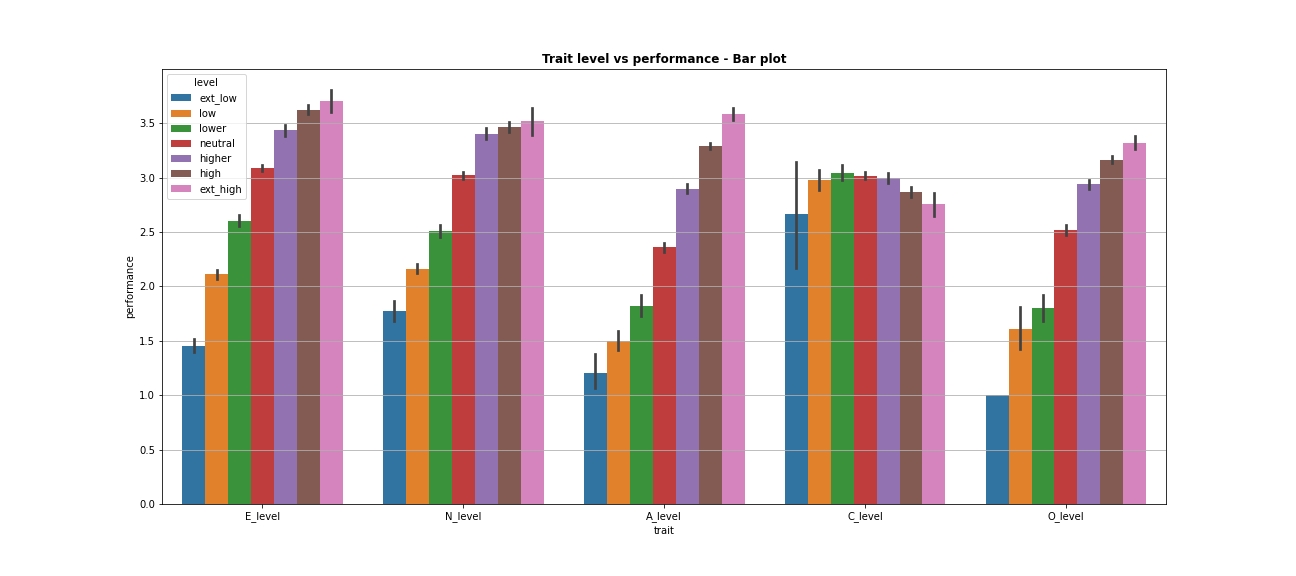 Trait level vs performance - Bar plot
level
ext_low
low
lower
neutral
higher
high
ext_high
performance
3.5
3.0
2.5
2.0
1.5
1.0
0.5
0.0
E_level N_level A_level C_level O_level
trait